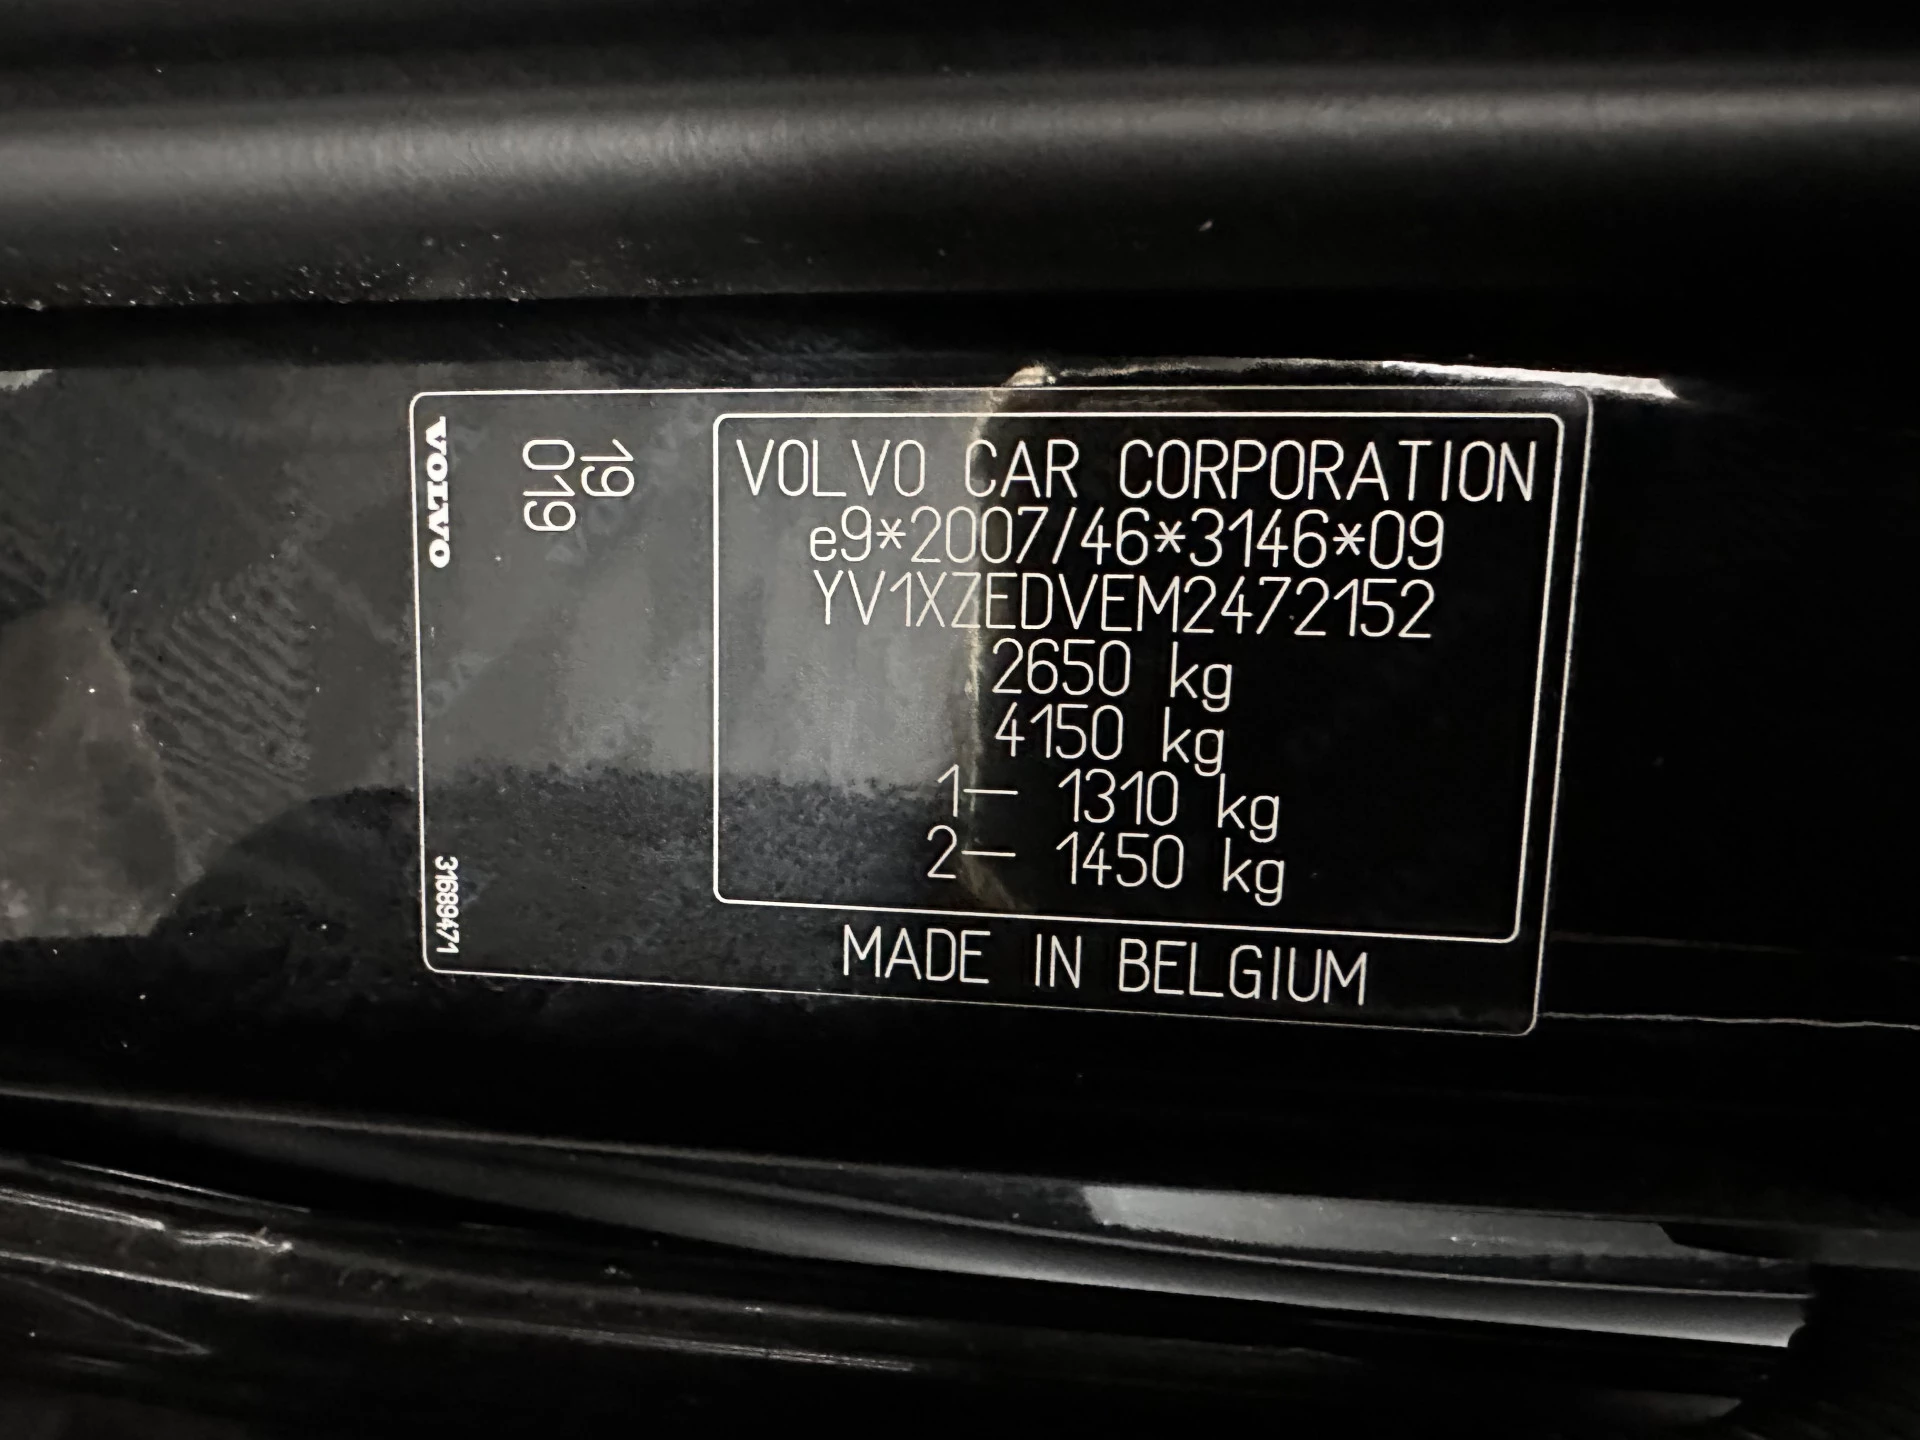 VOLVO
19
019
31689471
VOLVO CAR CORPORATION
e9*2007/46*3146*09
YV1XZEDVEM2472152
2650 kg
4150 kg
1— 1310 kg
2— 1450 kg
MADE IN BELGIUM